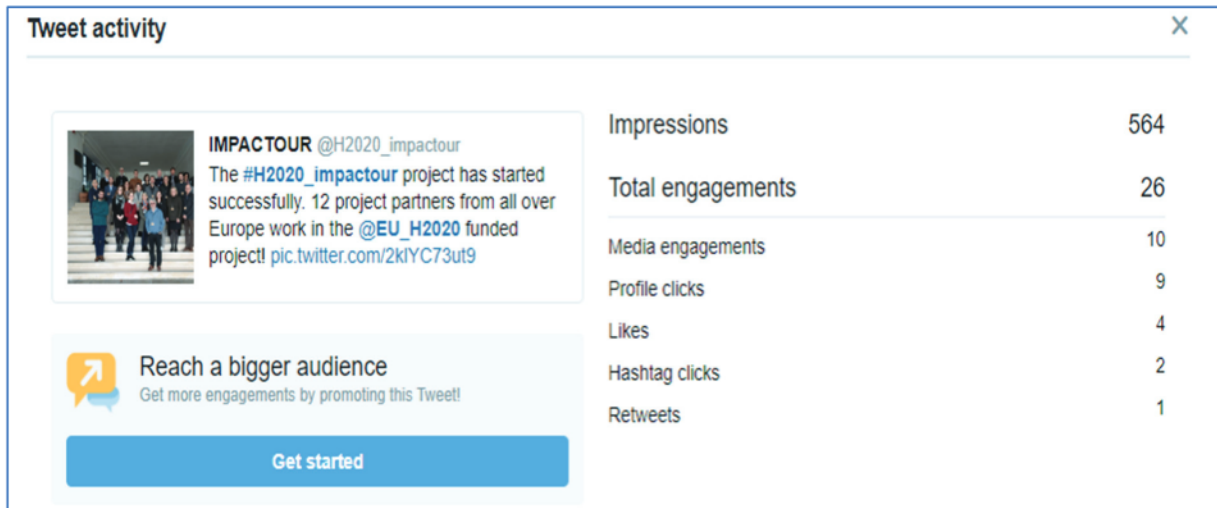 Tweet activity
IMPACTOUR @H2020_impactour
The #H2020_impactour project has started
successfully. 12 project partners from all over
Europe work in the @EU_H2020 funded
project! pic.twitter.com/2klYC73ut9
Reach a bigger audience
Get more engagements by promoting this Tweet!
Get started
Impressions 564
Total engagements 26
Media engagements 10
Profile clicks 9
Likes 4
Hashtag clicks 2
Retweets 1